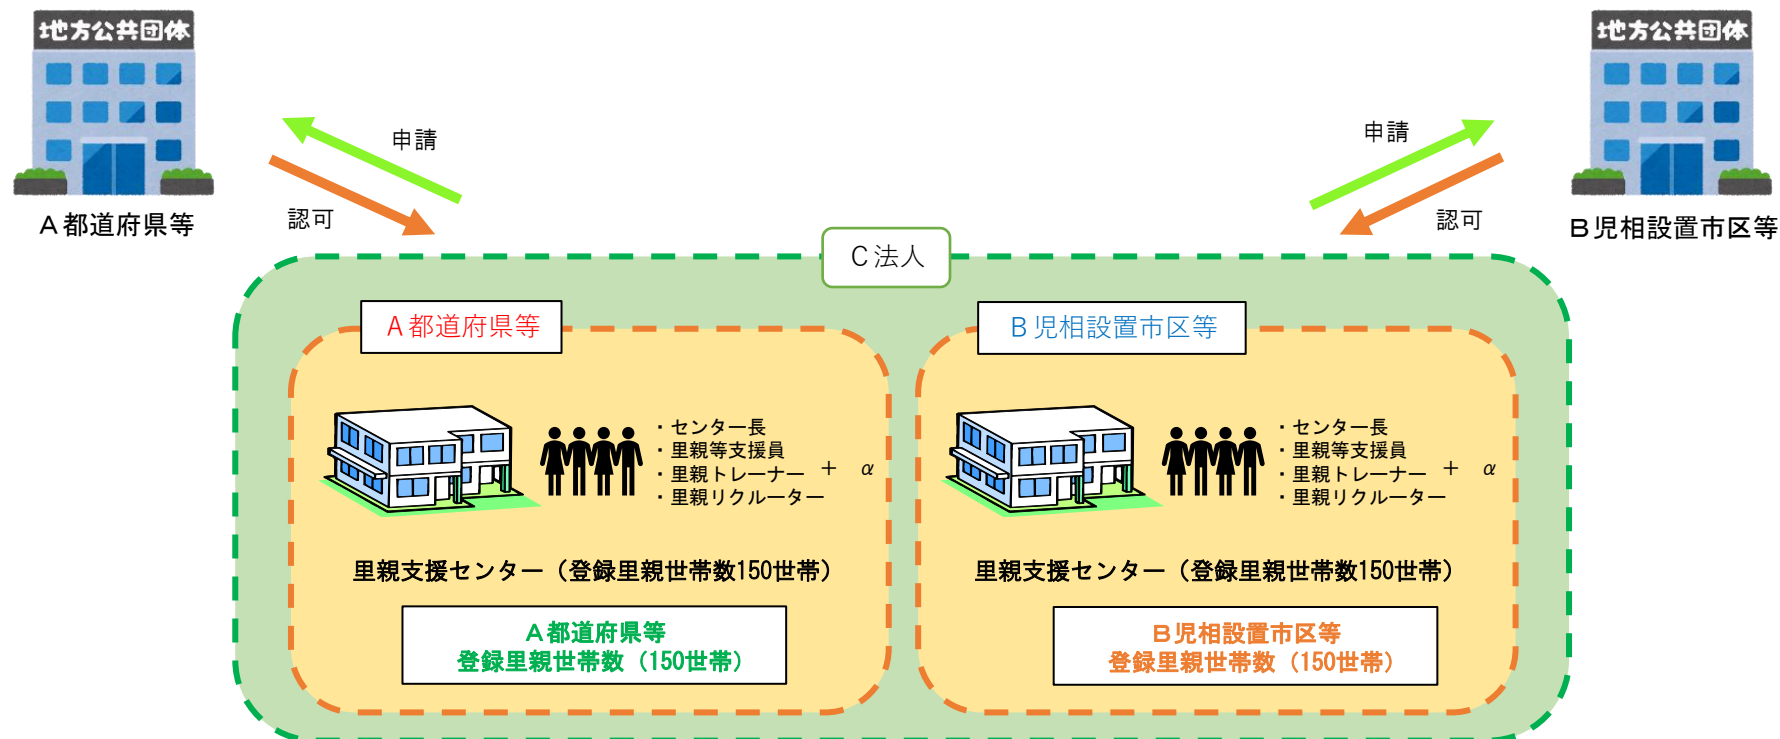 地方公共団体
地方公共団体
申請
申請
認可
認可
A都道府県等
B児相設置市区等
C法人
A都道府県等
B児相設置市区等
・センター長
・里親等支援員
・里親トレーナー
・里親リクルーター
+ α
・センター長
・里親等支援員
・里親トレーナー
・里親リクルーター
+ α
里親支援センター（登録里親世帯数150世帯）
里親支援センター（登録里親世帯数150世帯）
A都道府県等
登録里親世帯数（150世帯）
B児相設置市区等
登録里親世帯数（150世帯）